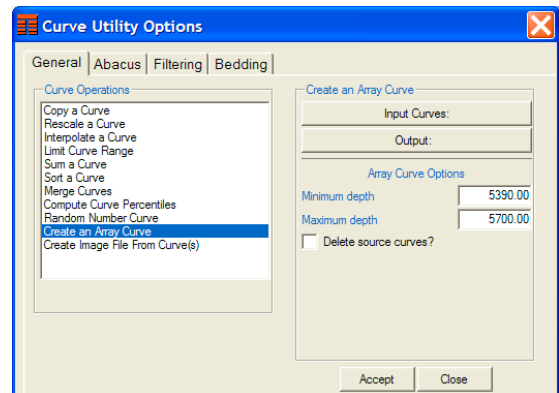 Curve Utility Options
General
Abacus
Filtering
Bedding
Curve Operations
Copy a Curve
Rescale a Curve
Interpolate a Curve
Limit Curve Range
Sum a Curve
Sort a Curve
Merge Curves
Compute Curve Percentiles
Random Number Curve
Create an Array Curve
Create Image File From Curve(s)
Create an Array Curve
Input Curves:
Output:
Array Curve Options
Minimum depth 5390.00
Maximum depth 5700.00
Delete source curves?
Accept
Close